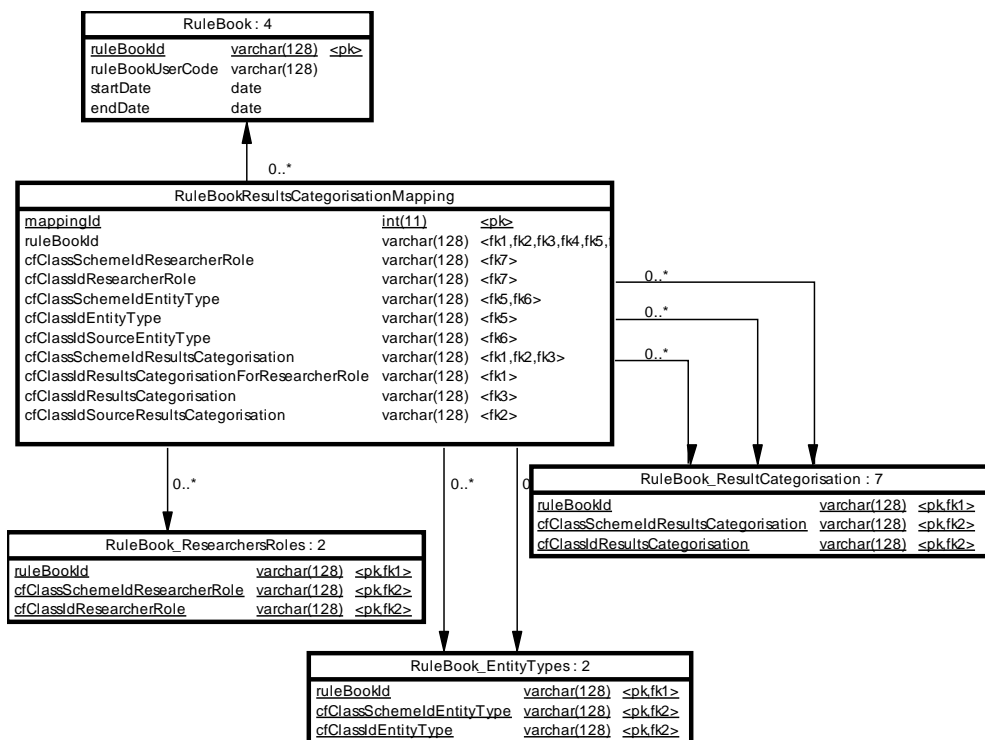 RuleBook : 4
ruleBookId varchar(128) <pk>
ruleBookUserCode varchar(128)
startDate date
endDate date
0..*
RuleBookResultsCategorisationMapping
mappingId int(11) <pk>
ruleBookId varchar(128) <fk1,fk2,fk3,fk4,fk5,
cfClassSchemeIdResearcherRole varchar(128) <fk7>
cfClassIdResearcherRole varchar(128) <fk7>
cfClassSchemeIdEntityType varchar(128) <fk5,fk6>
cfClassIdEntityType varchar(128) <fk5>
cfClassIdSourceEntityType varchar(128) <fk6>
cfClassSchemeIdResultsCategorisation varchar(128) <fk1,fk2,fk3>
cfClassIdResultsCategorisationForResearcherRole varchar(128) <fk1>
cfClassIdResultsCategorisation varchar(128) <fk3>
cfClassIdSourceResultsCategorisation varchar(128) <fk2>
0..*
0..*
0..*
0..*
0..*
0
RuleBook_ResultCategorisation : 7
ruleBookId varchar(128) <pk,fk1>
cfClassSchemeIdResultsCategorisation varchar(128) <pk,fk2>
cfClassIdResultsCategorisation varchar(128) <pk,fk2>
RuleBook_ResearchersRoles : 2
ruleBookId varchar(128) <pk,fk1>
cfClassSchemeIdResearcherRole varchar(128) <pk,fk2>
cfClassIdResearcherRole varchar(128) <pk,fk2>
RuleBook_EntityTypes : 2
ruleBookId varchar(128) <pk,fk1>
cfClassSchemeIdEntityType varchar(128) <pk,fk2>
cfClassIdEntityType varchar(128) <pk,fk2>